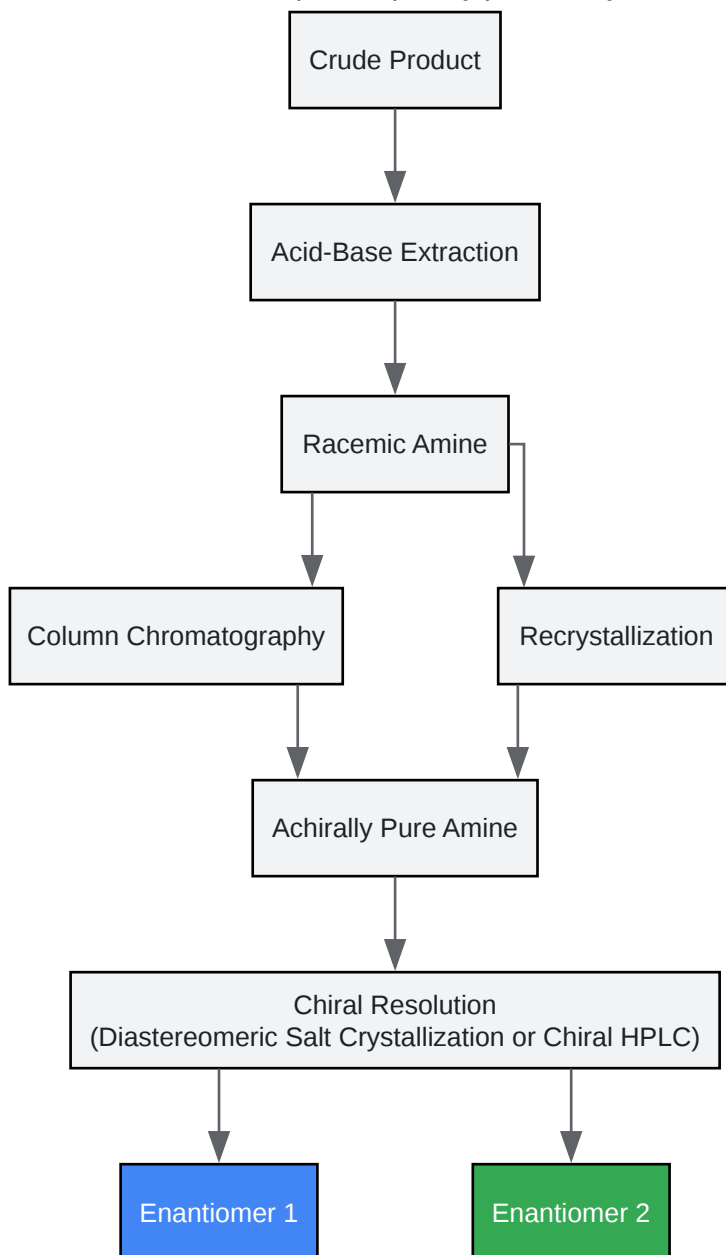 Crude Product
Acid-Base Extraction
Racemic Amine
Column Chromatography
Recrystallization
Achirally Pure Amine
Chiral Resolution
(Diastereomeric Salt Crystallization or Chiral HPLC)
Enantiomer 1
Enantiomer 2